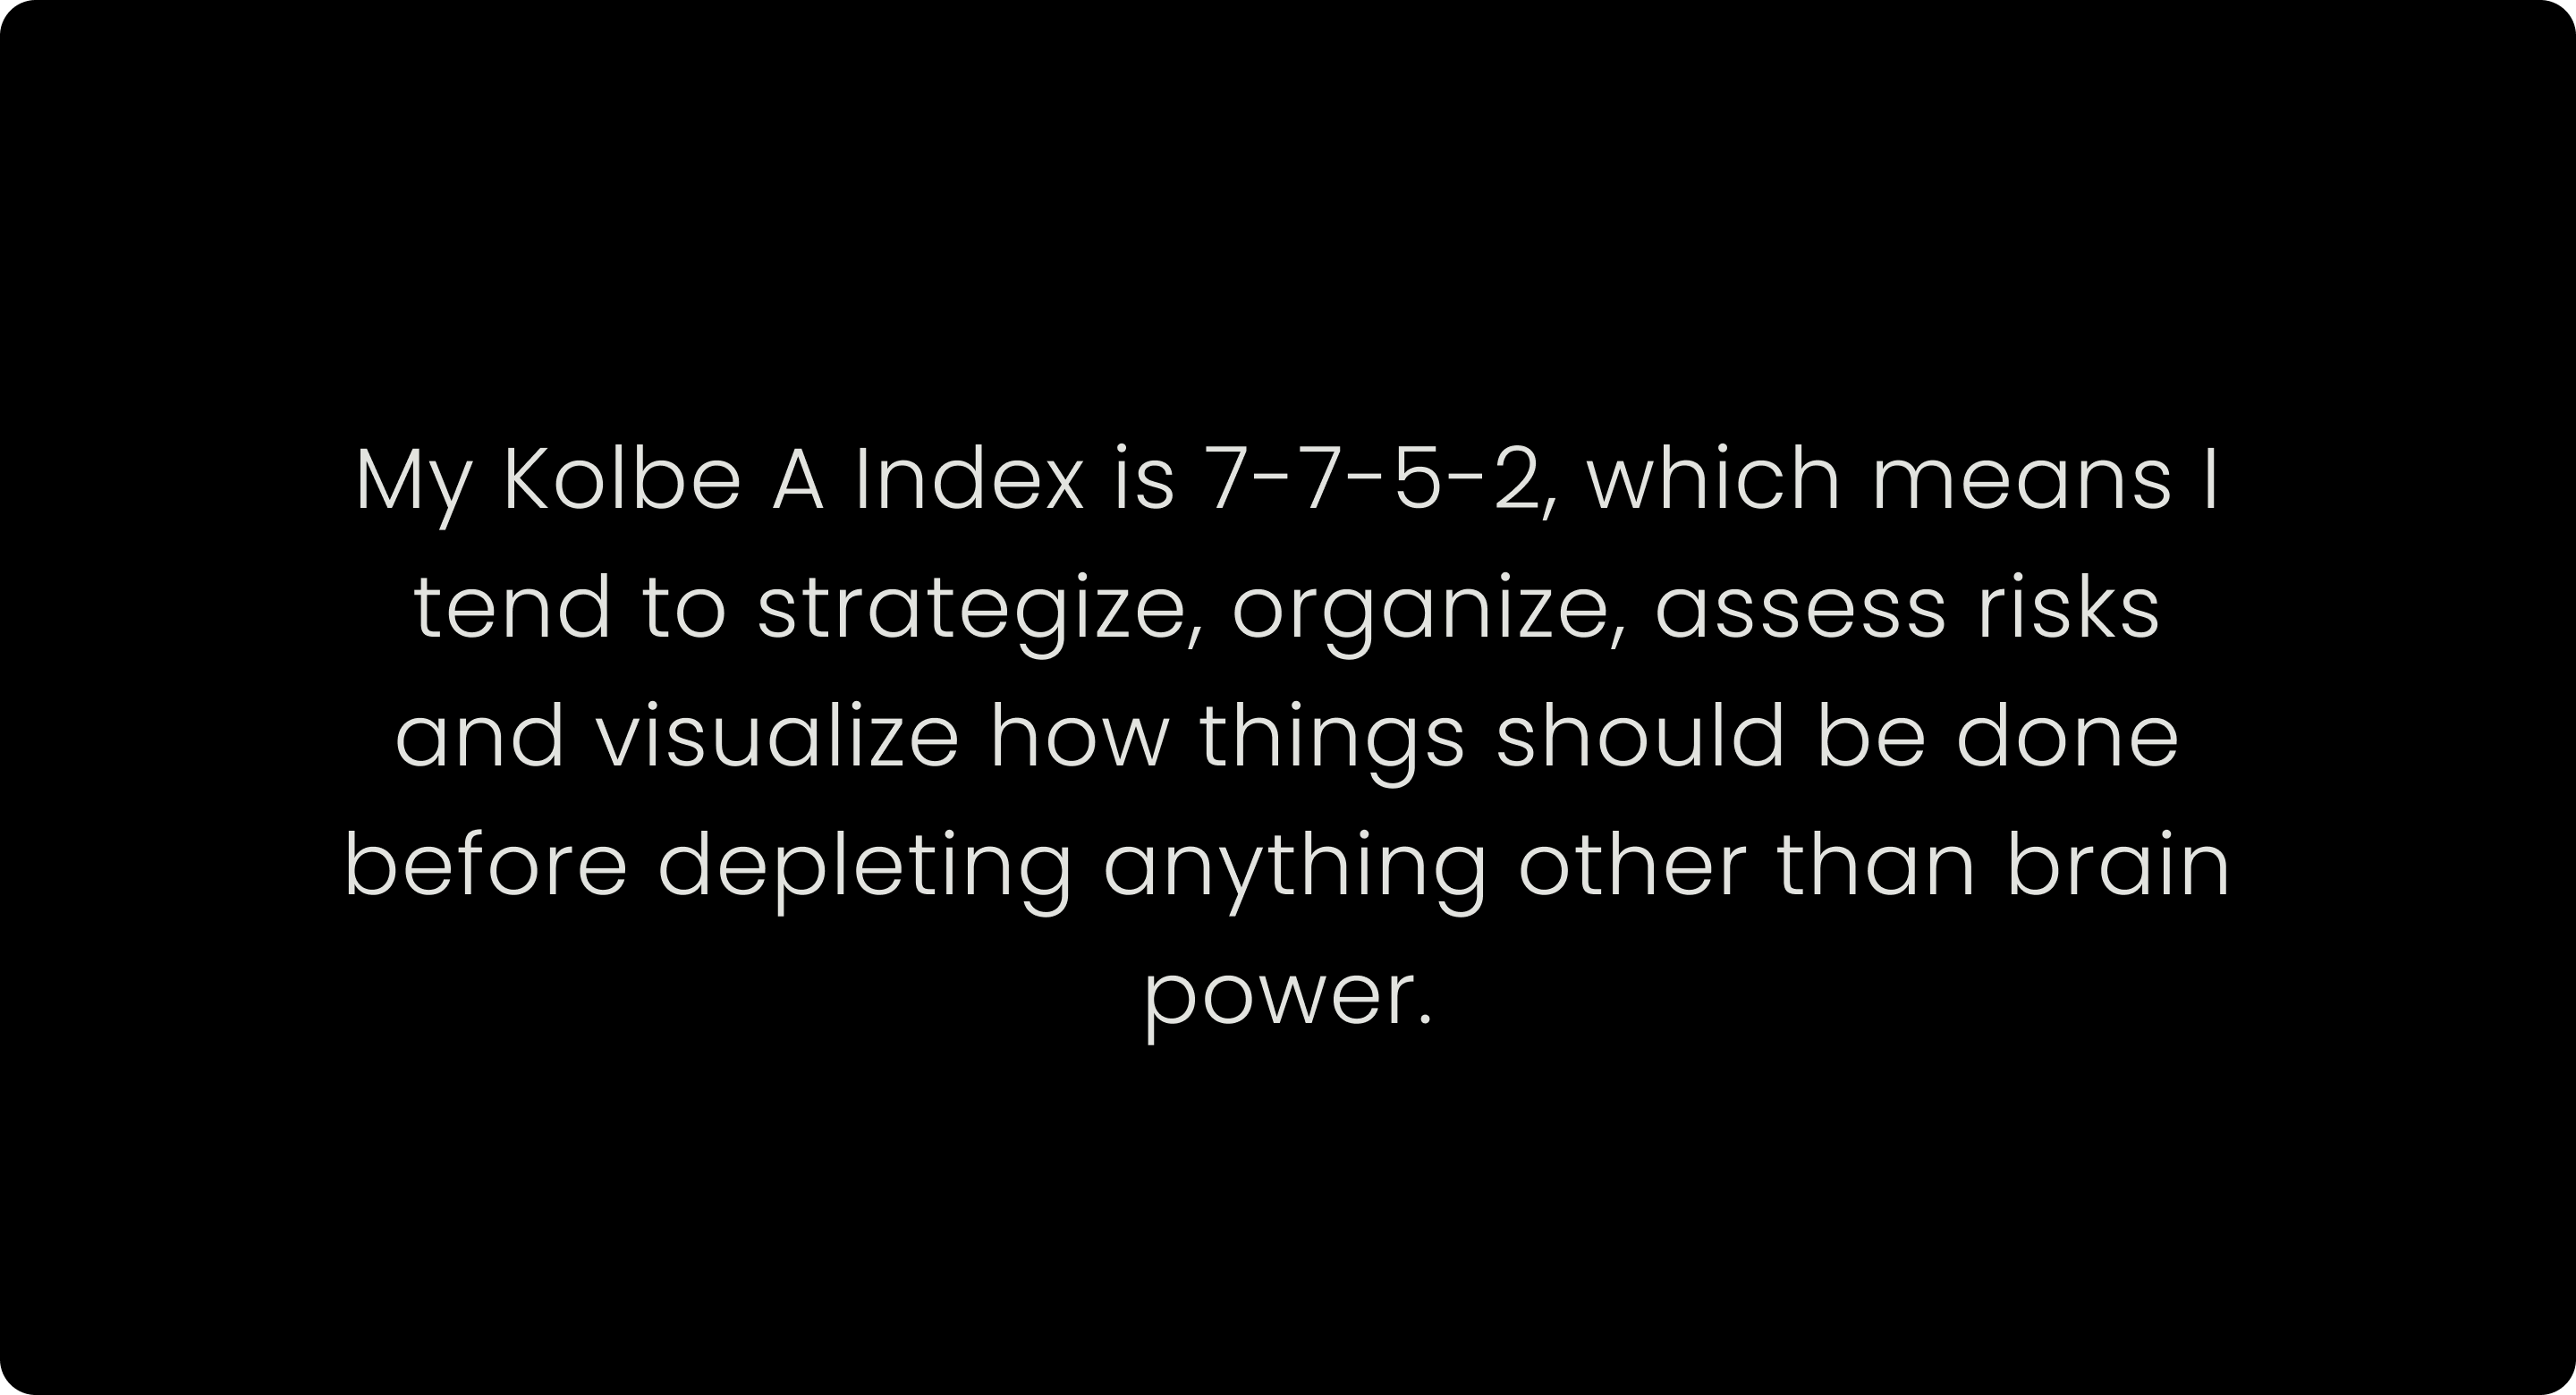 My Kolbe A Index is 7-7-5-2, which means I
tend to strategize, organize, assess risks
and visualize how things should be done
before depleting anything other than brain
power.